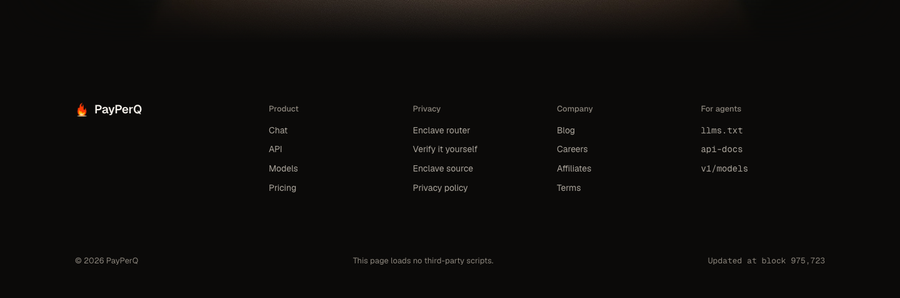 PayPerQ
Product
Chat
API
Models
Pricing
Privacy
Enclave router
Verify it yourself
Enclave source
Privacy policy
Company
Blog
Careers
Affiliates
Terms
For agents
llms.txt
api-docs
v1/models
© 2026 PayPerQ
This page loads no third-party scripts.
Updated at block 975,723